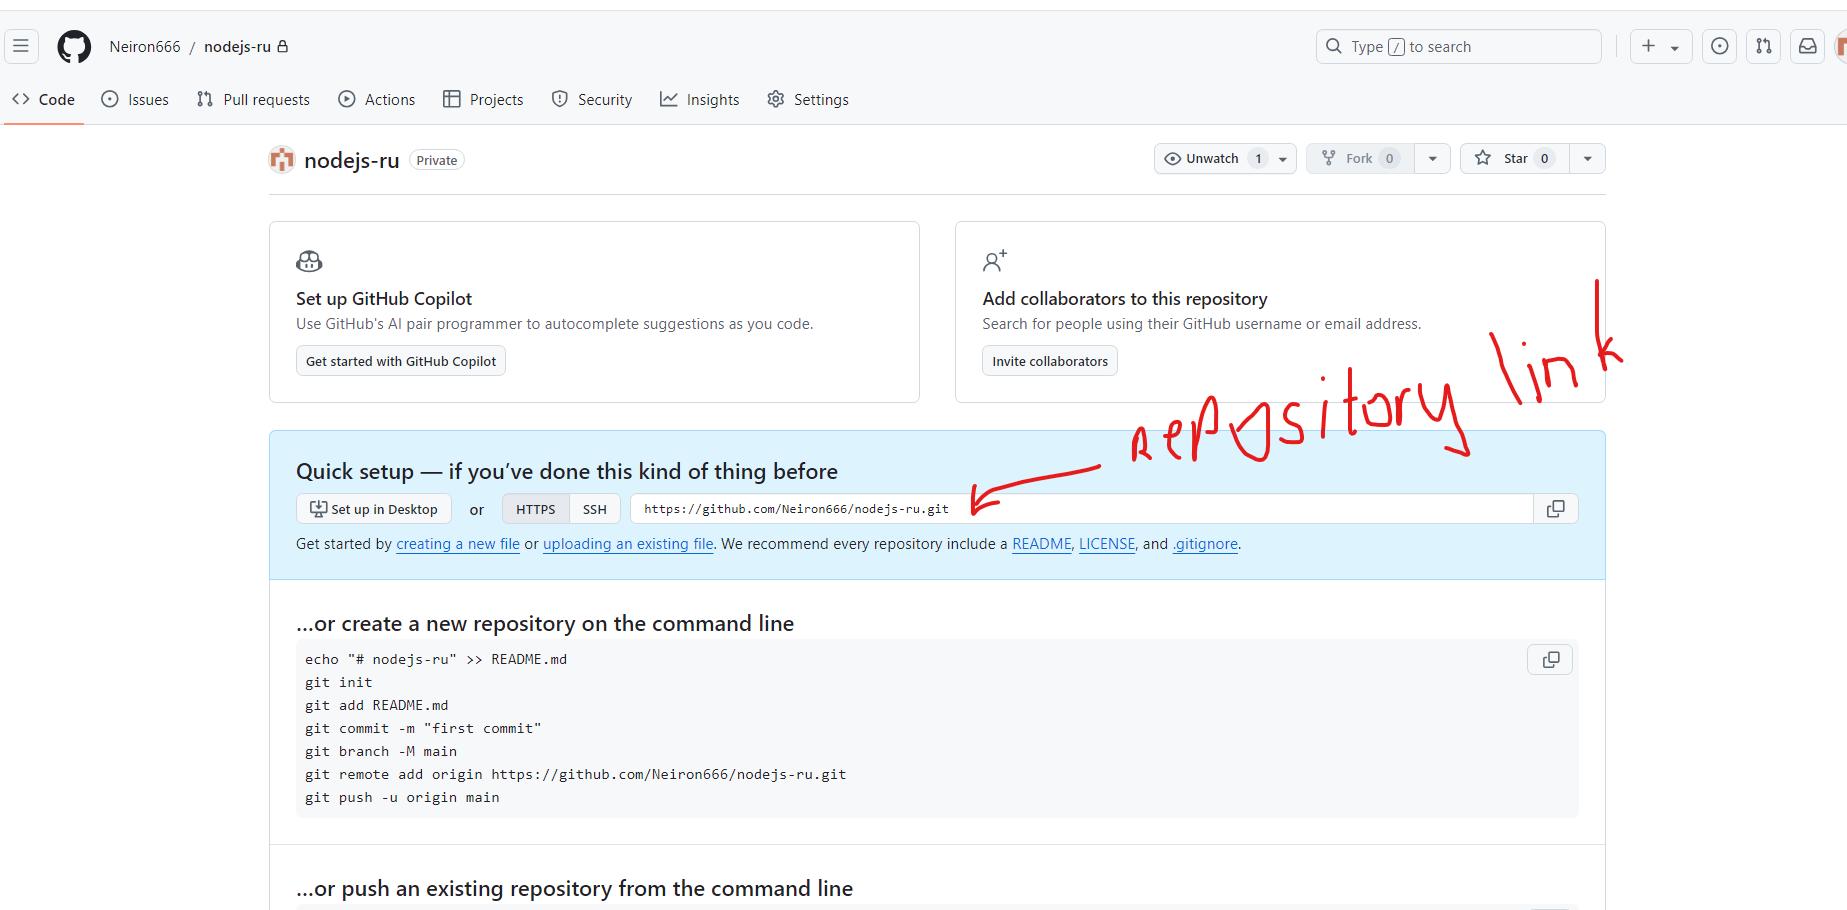 Neiron666 / nodejs-ru
Type / to search
Code Issues Pull requests Actions Projects Security Insights Settings
nodejs-ru Private
Unwatch 1 Fork 0 Star 0
Set up GitHub Copilot
Use GitHub's AI pair programmer to autocomplete suggestions as you code.
Get started with GitHub Copilot
Add collaborators to this repository
Search for people using their GitHub username or email address.
Invite collaborators
repository link
Quick setup — if you’ve done this kind of thing before
Set up in Desktop or HTTPS SSH https://github.com/Neiron666/nodejs-ru.git
Get started by creating a new file or uploading an existing file. We recommend every repository include a README, LICENSE, and .gitignore.
…or create a new repository on the command line
echo "# nodejs-ru" >> README.md
git init
git add README.md
git commit -m "first commit"
git branch -M main
git remote add origin https://github.com/Neiron666/nodejs-ru.git
git push -u origin main
…or push an existing repository from the command line